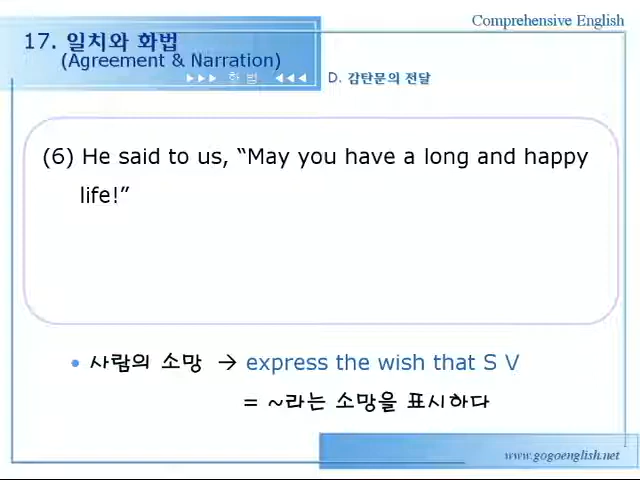 Comprehensive English
17. 일치와 화법
(Agreement & Narration)
▶▶▶ 화 법 ◀◀◀
D. 감탄문의 전달
(6) He said to us, “May you have a long and happy
life!”
• 사람의 소망 → express the wish that S V
= ~라는 소망을 표시하다
www.gogoenglish.net